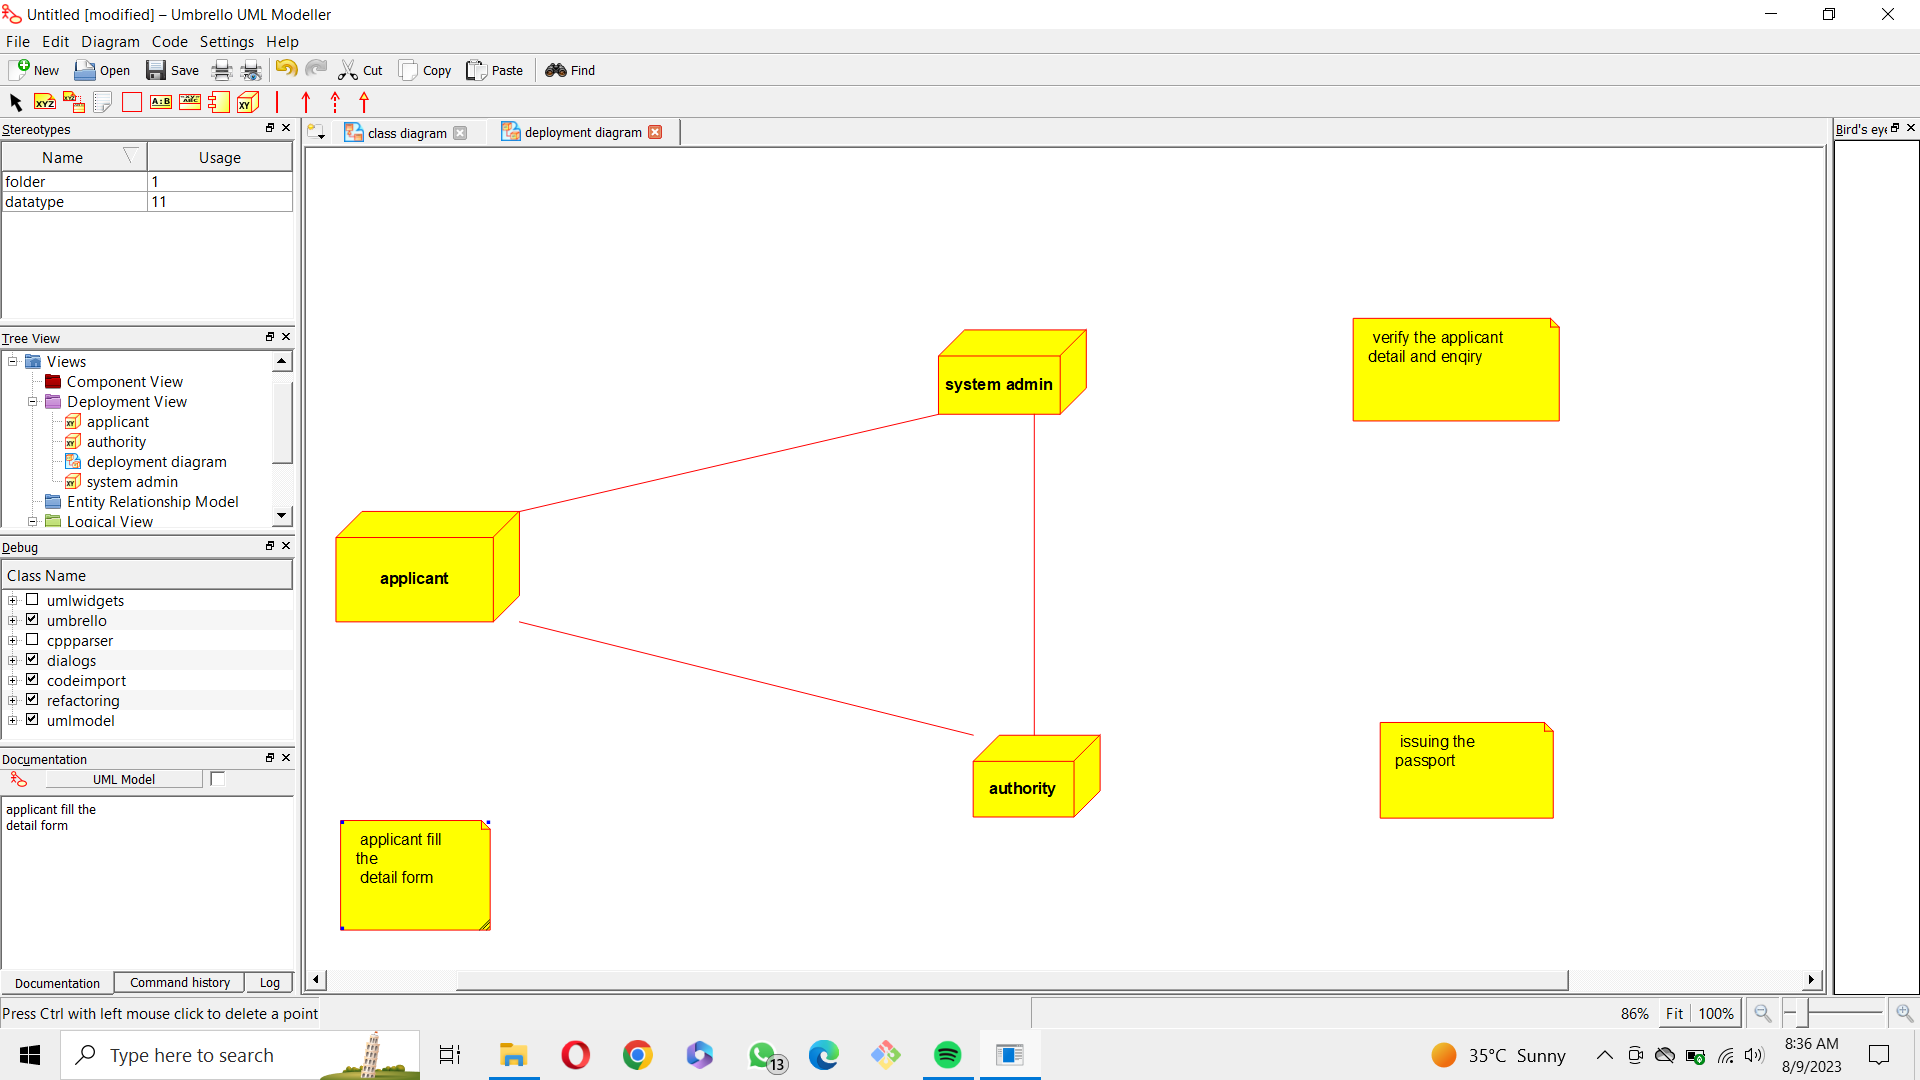 Untitled [modified] – Umbrello UML Modeller
File Edit Diagram Code Settings Help
New Open Save Cut Copy Paste Find
XYZ XYZ A:B ABC XY
Stereotypes
Name Usage
folder 1
datatype 11
Tree View
Views
Component View
Deployment View
applicant
authority
deployment diagram
system admin
Entity Relationship Model
Logical View
Debug
Class Name
umlwidgets
umbrello
cppparser
dialogs
codeimport
refactoring
umlmodel
Documentation
UML Model
applicant fill the
detail form
Documentation Command history Log
class diagram deployment diagram
system admin
applicant
authority
verify the applicant
detail and enqiry
issuing the
passport
applicant fill
the
detail form
Bird's eye
Press Ctrl with left mouse click to delete a point
86% Fit 100%
Type here to search
13
35°C Sunny
8:36 AM
8/9/2023